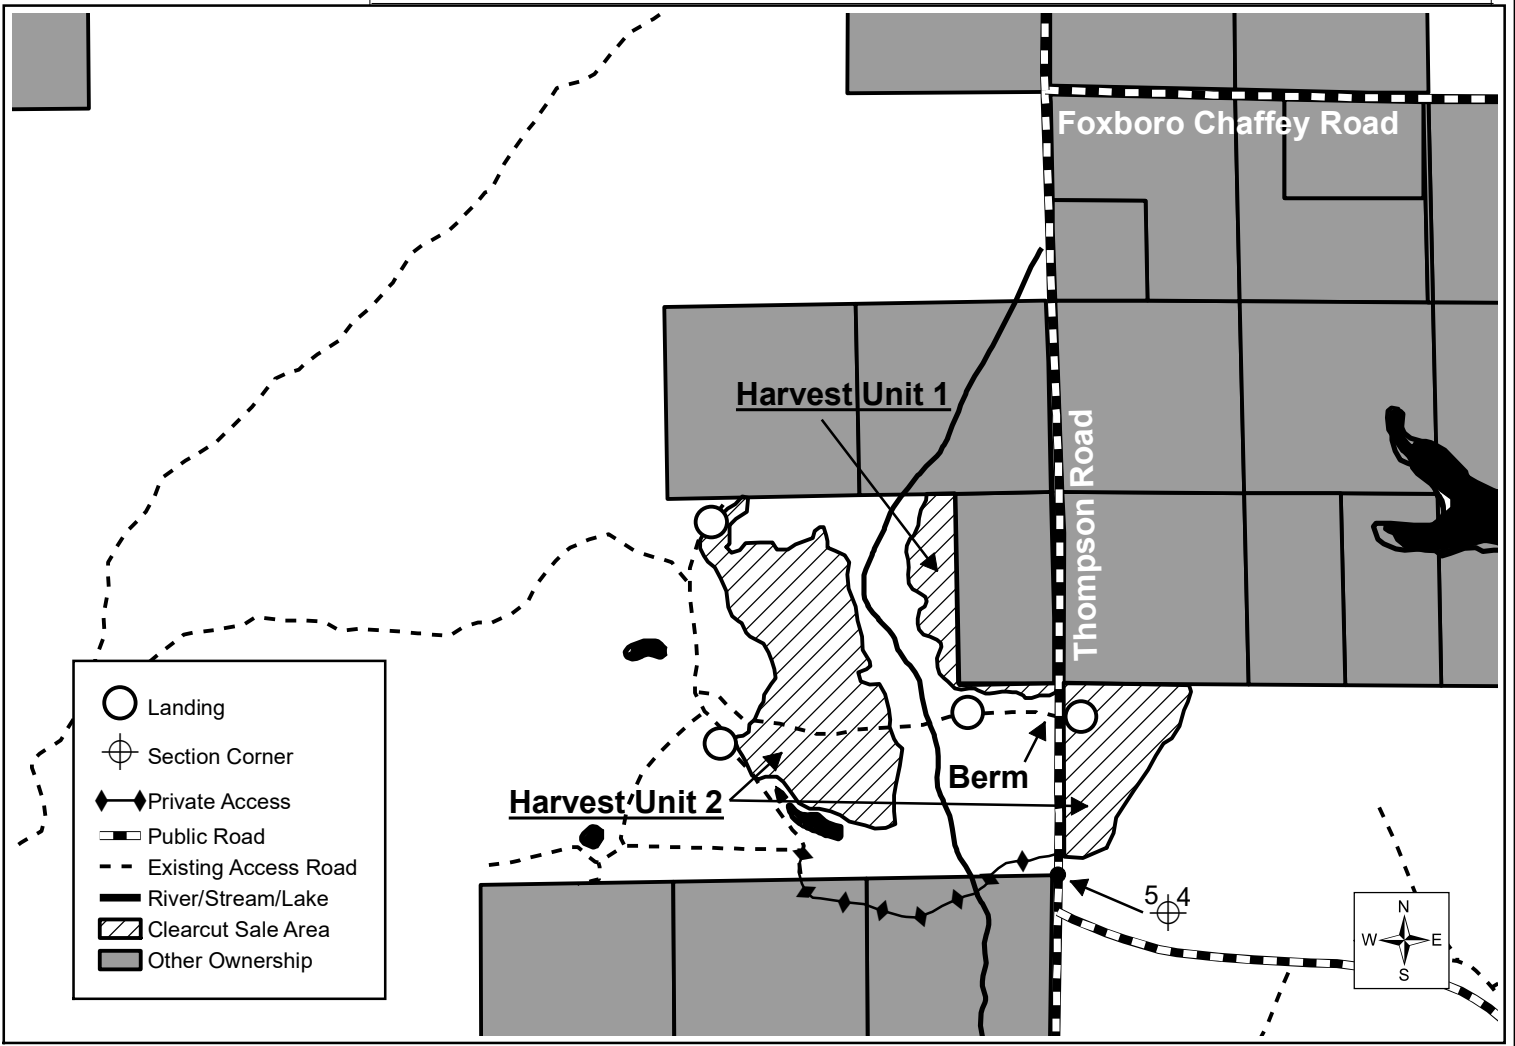 Foxboro Chaffey Road
Harvest Unit 1
Thompson Road
Landing
Section Corner
Private Access
Public Road
Existing Access Road
River/Stream/Lake
Clearcut Sale Area
Other Ownership
Berm
Harvest Unit 2
5 4
N
W E
S